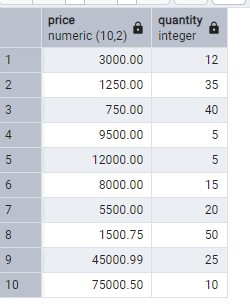 price quantity
numeric (10,2) integer
1 3000.00 12
2 1250.00 35
3 750.00 40
4 9500.00 5
5 12000.00 5
6 8000.00 15
7 5500.00 20
8 1500.75 50
9 45000.99 25
10 75000.50 10